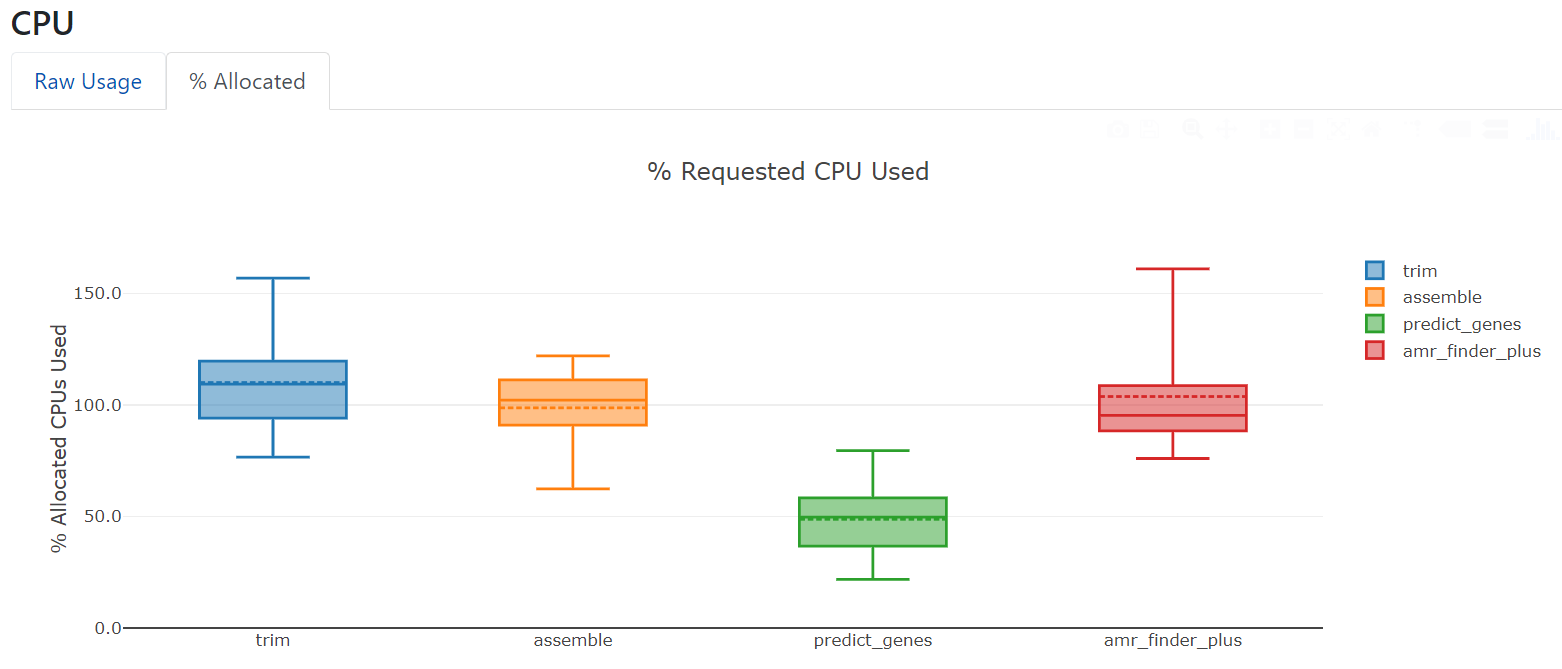 CPU
Raw Usage
% Allocated
% Requested CPU Used
% Allocated CPUs Used
150.0
100.0
50.0
0.0
trim
assemble
predict_genes
amr_finder_plus
trim
assemble
predict_genes
amr_finder_plus